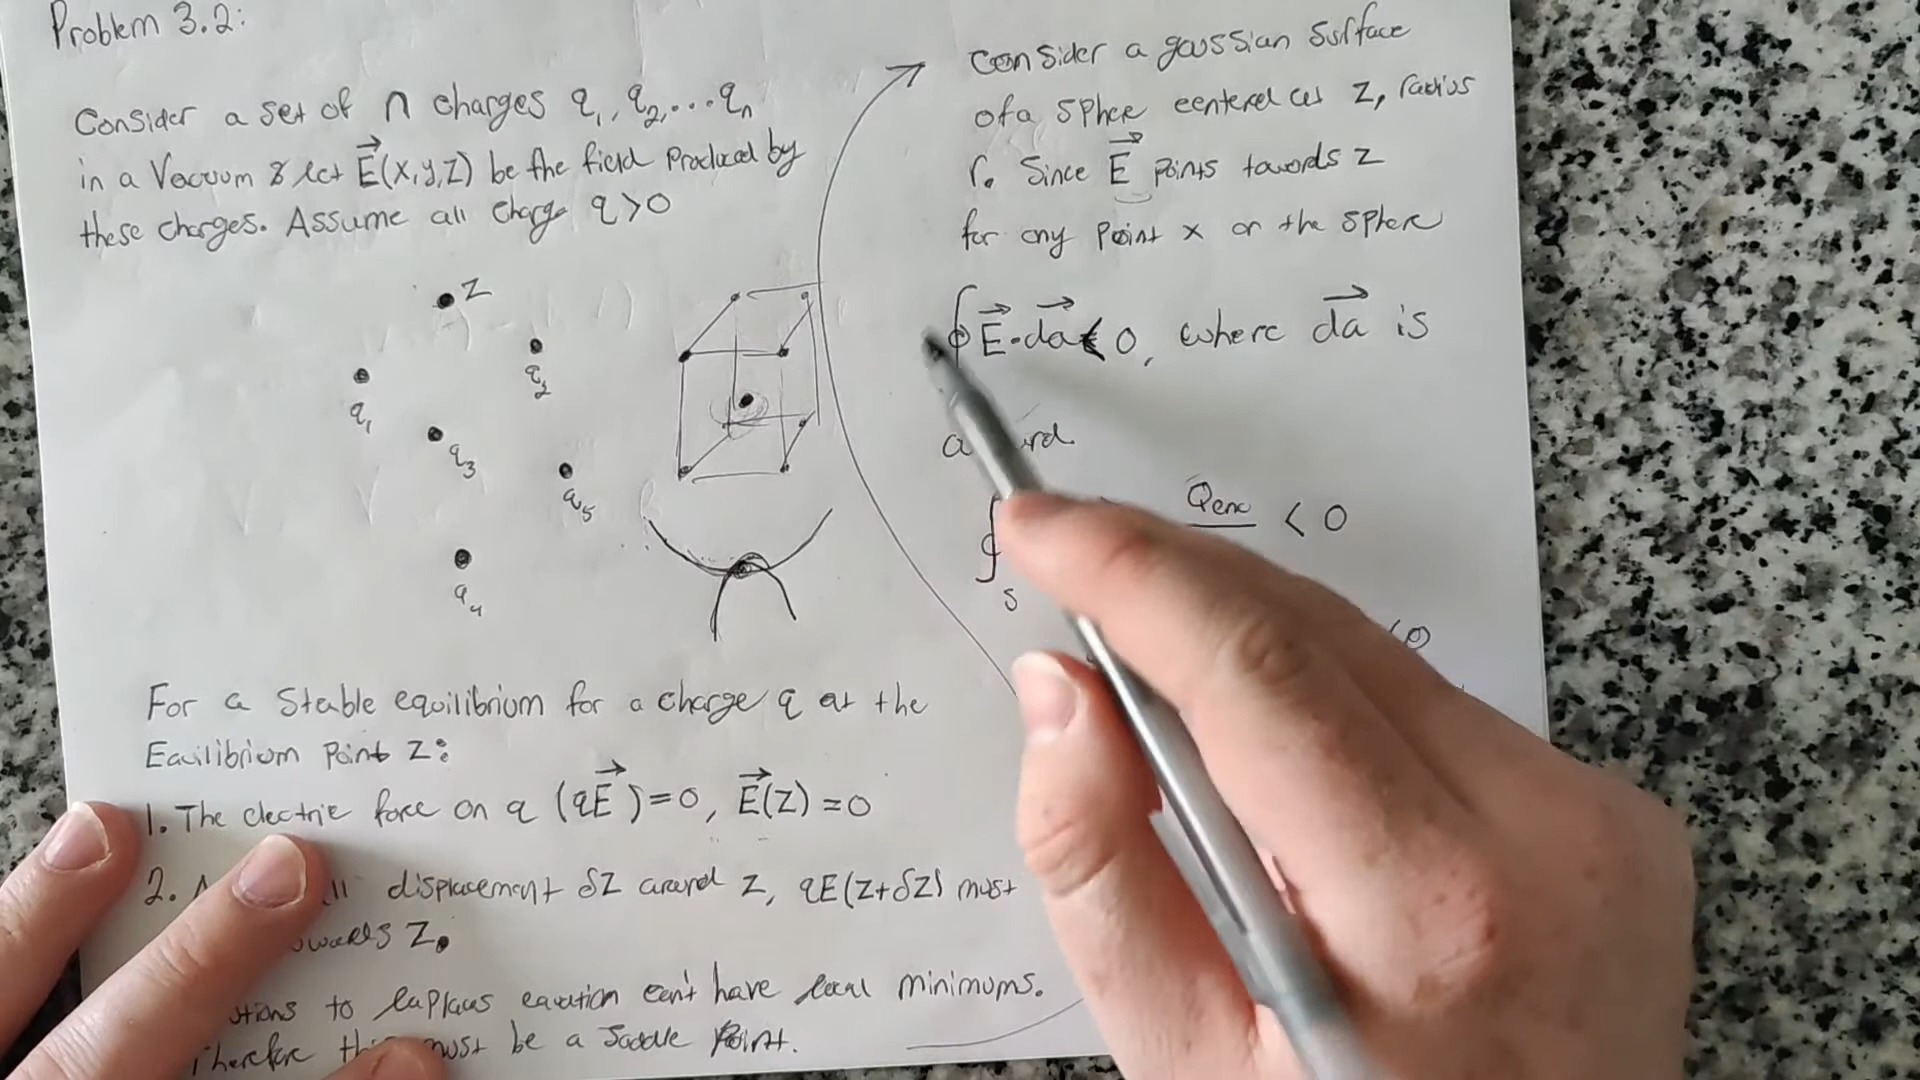 Problem 3.2:
Consider a set of n charges q₁, q₂,...qₙ
in a Vacuum & let E(x,y,z) be the field produced by
these charges. Assume all charge q>0
z
q₁
q₂
q₃
q₅
q₄
For a Stable equilibrium for a charge q at the
Equilibrium Point z:
1. The electric force on q (qE)=0, E(z)=0
2. displacement δz around z, qE(z+δz) must
z.
to laplaces equation can't have local minimums.
Therefore must be a Saddle Point.
Consider a gaussian Surface
of a sphere centered at z, radius
r. Since E points towards z
for any Point x on the sphere
∮E·da<0, where da is
∮
S
Qenc < 0
<0